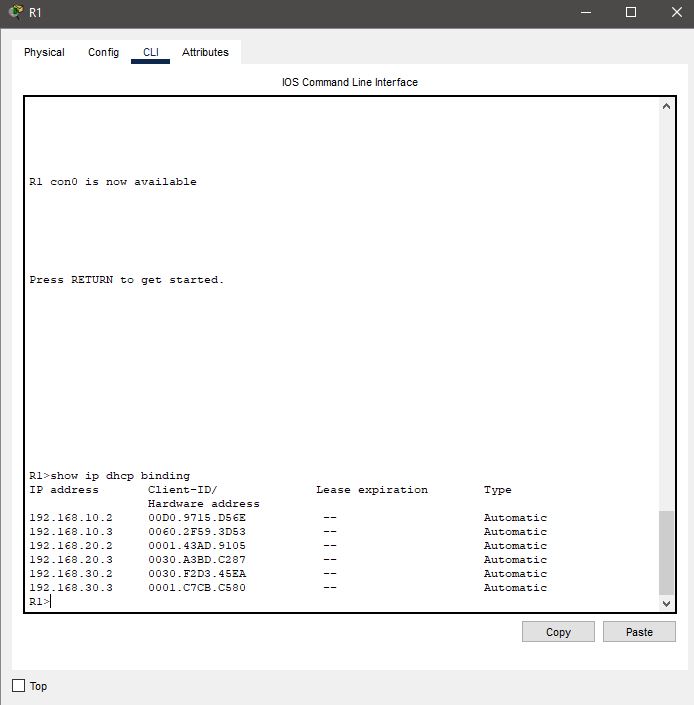 R1
Physical Config CLI Attributes
IOS Command Line Interface
R1 con0 is now available
Press RETURN to get started.
R1>show ip dhcp binding
IP address Client-ID/ Lease expiration Type
Hardware address
192.168.10.2 00D0.9715.D56E -- Automatic
192.168.10.3 0060.2F59.3D53 -- Automatic
192.168.20.2 0001.43AD.9105 -- Automatic
192.168.20.3 0030.A3BD.C287 -- Automatic
192.168.30.2 0030.F2D3.45EA -- Automatic
192.168.30.3 0001.C7CB.C580 -- Automatic
R1>
Copy Paste
Top